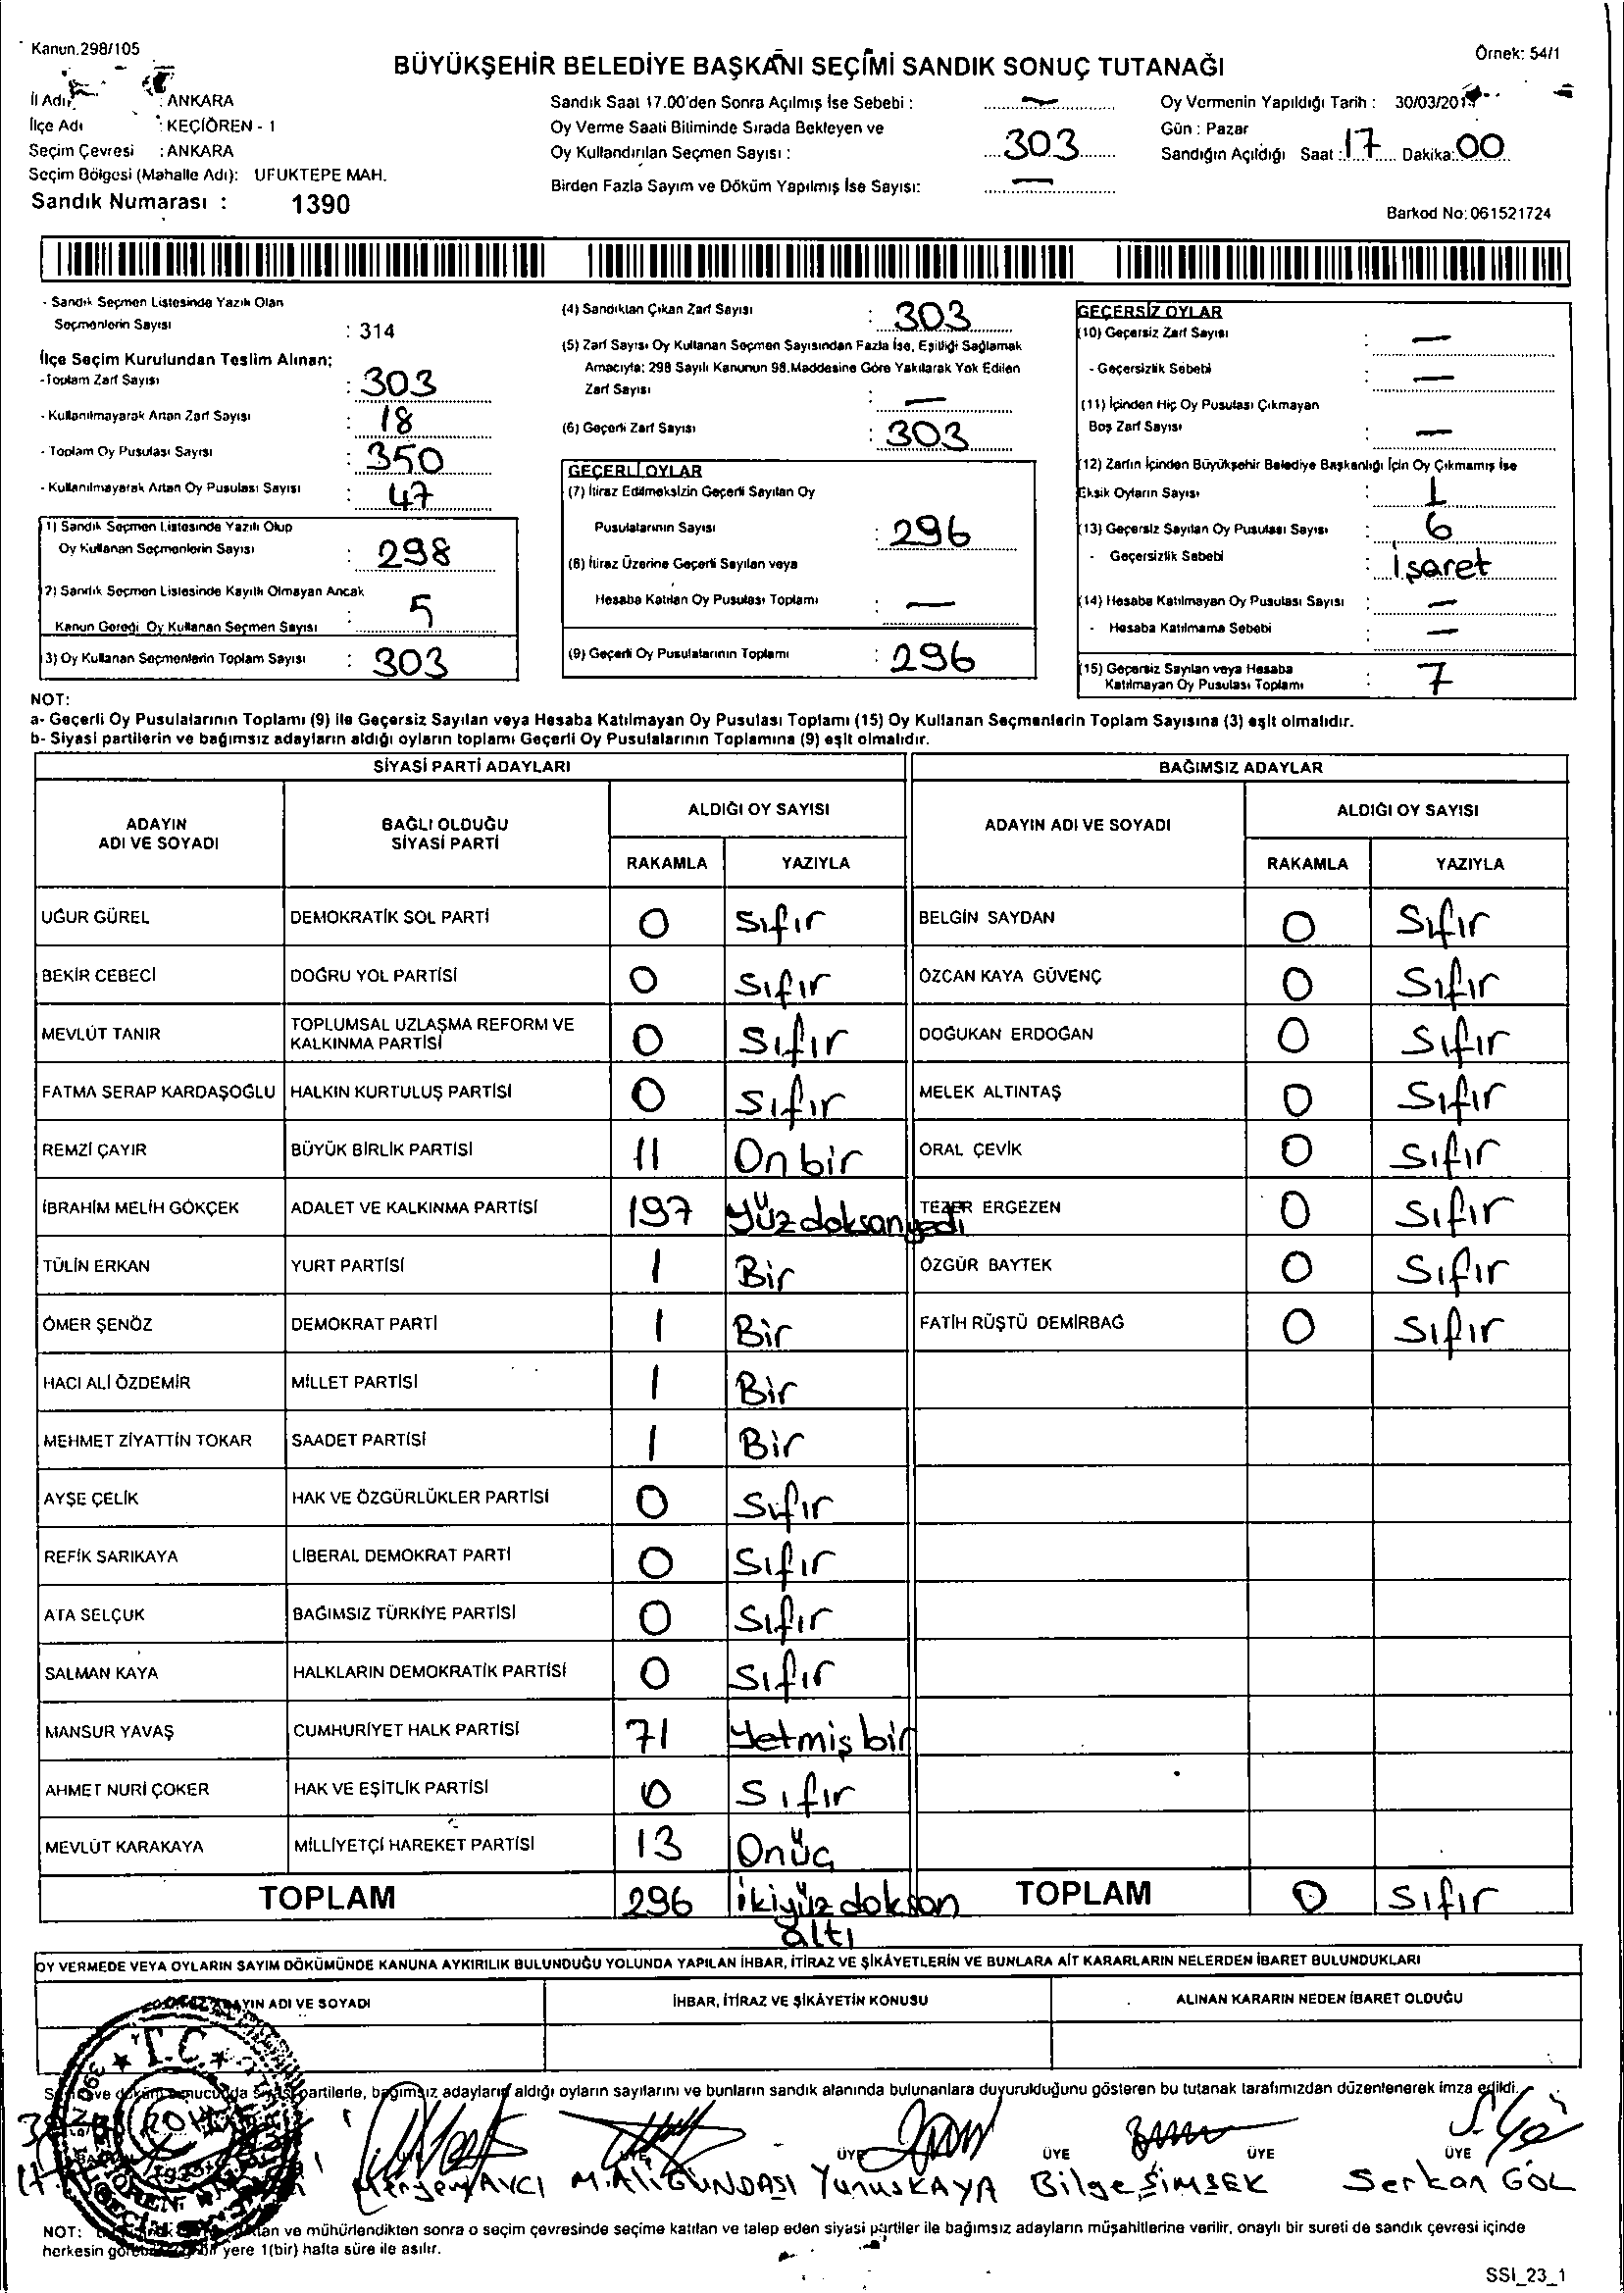 Kanun.298/105
BÜYÜKŞEHİR BELEDİYE BAŞKANI SEÇİMİ SANDIK SONUÇ TUTANAĞI
Örnek: 54/1
İl Adı : ANKARA
İlçe Adı : KEÇİÖREN - 1
Seçim Çevresi : ANKARA
Seçim Bölgesi (Mahalle Adı): UFUKTEPE MAH.
Sandık Numarası : 1390
Sandık Saat 17.00'den Sonra Açılmış İse Sebebi : —
Oy Verme Saati Bitiminde Sırada Bekleyen ve
Oy Kullandırılan Seçmen Sayısı : 303
Birden Fazla Sayım ve Döküm Yapılmış İse Sayısı: —
Oy Vermenin Yapıldığı Tarih : 30/03/2014
Gün : Pazar
Sandığın Açıldığı Saat : 17 Dakika: 00
Barkod No: 061521724
- Sandık Seçmen Listesinde Yazılı Olan
Seçmenlerin Sayısı : 314
İlçe Seçim Kurulundan Teslim Alınan;
-Toplam Zarf Sayısı : 303
- Kullanılmayarak Artan Zarf Sayısı : 18
- Toplam Oy Pusulası Sayısı : 350
- Kullanılmayarak Artan Oy Pusulası Sayısı : 47
1) Sandık Seçmen Listesinde Yazılı Olup
Oy Kullanan Seçmenlerin Sayısı : 298
2) Sandık Seçmen Listesinde Kayıtlı Olmayan Ancak
Kanun Gereği Oy Kullanan Seçmen Sayısı : 5
3) Oy Kullanan Seçmenlerin Toplam Sayısı : 303
(4) Sandıktan Çıkan Zarf Sayısı : 303
(5) Zarf Sayısı Oy Kullanan Seçmen Sayısından Fazla İse, Eşitliği Sağlamak
Amacıyla; 298 Sayılı Kanunun 98.Maddesine Göre Yakılarak Yok Edilen
Zarf Sayısı : —
(6) Geçerli Zarf Sayısı : 303
GEÇERLİ OYLAR
(7) İtiraz Edilmeksizin Geçerli Sayılan Oy
Pusulalarının Sayısı : 296
(8) İtiraz Üzerine Geçerli Sayılan veya
Hesaba Katılan Oy Pusulası Toplamı : —
(9) Geçerli Oy Pusulalarının Toplamı : 296
GEÇERSİZ OYLAR
(10) Geçersiz Zarf Sayısı : —
- Geçersizlik Sebebi : —
(11) İçinden Hiç Oy Pusulası Çıkmayan
Boş Zarf Sayısı : —
(12) Zarfın İçinden Büyükşehir Belediye Başkanlığı İçin Oy Çıkmamış İse
Eksik Oyların Sayısı : 1
(13) Geçersiz Sayılan Oy Pusulası Sayısı : 6
- Geçersizlik Sebebi : İşaret
(14) Hesaba Katılmayan Oy Pusulası Sayısı : —
- Hesaba Katılmama Sebebi : —
(15) Geçersiz Sayılan veya Hesaba
Katılmayan Oy Pusulası Toplamı : 7
NOT:
a- Geçerli Oy Pusulalarının Toplamı (9) ile Geçersiz Sayılan veya Hesaba Katılmayan Oy Pusulası Toplamı (15) Oy Kullanan Seçmenlerin Toplam Sayısına (3) eşit olmalıdır.
b- Siyasi partilerin ve bağımsız adayların aldığı oyların toplamı Geçerli Oy Pusulalarının Toplamına (9) eşit olmalıdır.
SİYASİ PARTİ ADAYLARI
ADAYIN ADI VE SOYADI BAĞLI OLDUĞU SİYASİ PARTİ ALDIĞI OY SAYISI
RAKAMLA YAZIYLA
UĞUR GÜREL DEMOKRATİK SOL PARTİ 0 Sıfır
BEKİR CEBECİ DOĞRU YOL PARTİSİ 0 Sıfır
MEVLÜT TANIR TOPLUMSAL UZLAŞMA REFORM VE KALKINMA PARTİSİ 0 Sıfır
FATMA SERAP KARDAŞOĞLU HALKIN KURTULUŞ PARTİSİ 0 Sıfır
REMZİ ÇAYIR BÜYÜK BİRLİK PARTİSİ 11 Onbir
İBRAHİM MELİH GÖKÇEK ADALET VE KALKINMA PARTİSİ 197 Yüzdoksanyedi
TÜLİN ERKAN YURT PARTİSİ 1 Bir
ÖMER ŞENÖZ DEMOKRAT PARTİ 1 Bir
HACI ALİ ÖZDEMİR MİLLET PARTİSİ 1 Bir
MEHMET ZİYATTİN TOKAR SAADET PARTİSİ 1 Bir
AYŞE ÇELİK HAK VE ÖZGÜRLÜKLER PARTİSİ 0 Sıfır
REFİK SARIKAYA LİBERAL DEMOKRAT PARTİ 0 Sıfır
ATA SELÇUK BAĞIMSIZ TÜRKİYE PARTİSİ 0 Sıfır
SALMAN KAYA HALKLARIN DEMOKRATİK PARTİSİ 0 Sıfır
MANSUR YAVAŞ CUMHURİYET HALK PARTİSİ 71 Yetmişbir
AHMET NURİ ÇOKER HAK VE EŞİTLİK PARTİSİ 0 Sıfır
MEVLÜT KARAKAYA MİLLİYETÇİ HAREKET PARTİSİ 13 Onüç
TOPLAM 296 İkiyüz doksan altı
BAĞIMSIZ ADAYLAR
ADAYIN ADI VE SOYADI ALDIĞI OY SAYISI
RAKAMLA YAZIYLA
BELGİN SAYDAN 0 Sıfır
ÖZCAN KAYA GÜVENÇ 0 Sıfır
DOĞUKAN ERDOĞAN 0 Sıfır
MELEK ALTINTAŞ 0 Sıfır
ORAL ÇEVİK 0 Sıfır
TEZER ERGEZEN 0 Sıfır
ÖZGÜR BAYTEK 0 Sıfır
FATİH RÜŞTÜ DEMİRBAĞ 0 Sıfır
TOPLAM 0 Sıfır
OY VERMEDE VEYA OYLARIN SAYIM DÖKÜMÜNDE KANUNA AYKIRILIK BULUNDUĞU YOLUNDA YAPILAN İHBAR, İTİRAZ VE ŞİKÂYETLERİN VE BUNLARA AİT KARARLARIN NELERDEN İBARET BULUNDUKLARI
ADI VE SOYADI İHBAR, İTİRAZ VE ŞİKÂYETİN KONUSU ALINAN KARARIN NEDEN İBARET OLDUĞU
T.C.
ve partilerle, bağımsız adayların aldığı oyların sayılarını ve bunların sandık alanında bulunanlara duyurulduğunu gösteren bu tutanak tarafımızdan düzenlenerek imza edildi.
ÜYE ÜYE ÜYE ÜYE
Meryem AVCI M.Ali GÜNDAŞI Yunus KAYA Bilge ŞİMŞEK Serkan GÖL
NOT: ve mühürlendikten sonra o seçim çevresinde seçime katılan ve talep eden siyasi partiler ile bağımsız adayların müşahitlerine verilir, onaylı bir sureti de sandık çevresi içinde
herkesin yere 1(bir) hafta süre ile asılır.
SSI_23_1